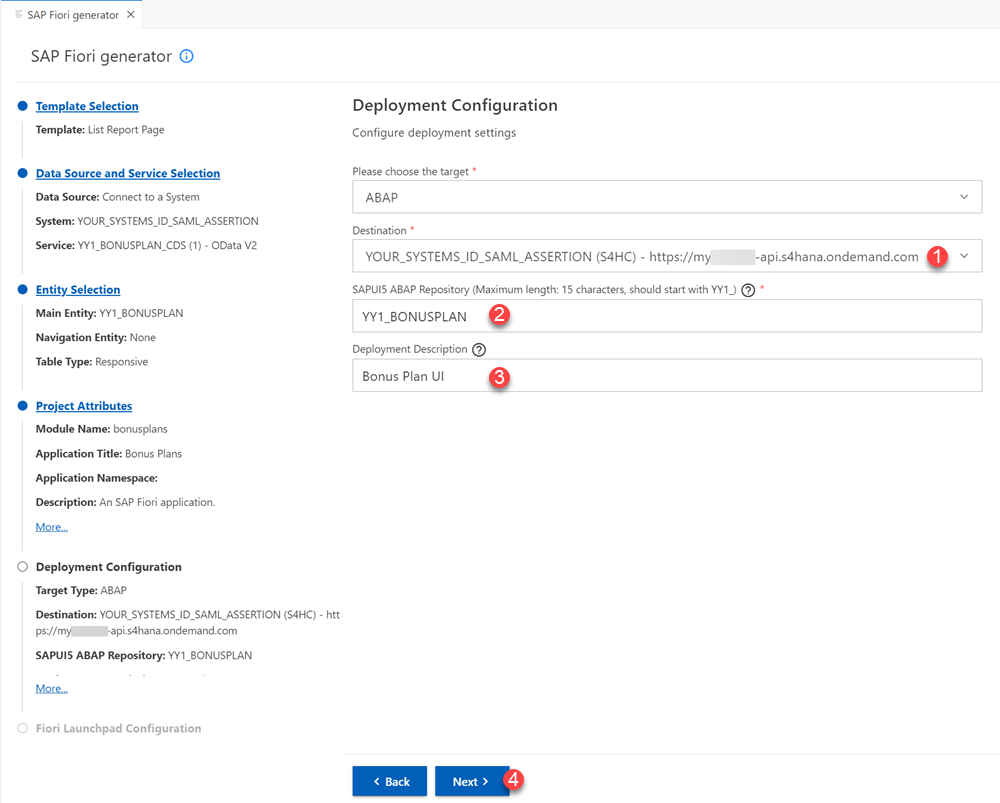 SAP Fiori generator
SAP Fiori generator
Template Selection
Template: List Report Page
Data Source and Service Selection
Data Source: Connect to a System
System: YOUR_SYSTEMS_ID_SAML_ASSERTION
Service: YY1_BONUSPLAN_CDS (1) - OData V2
Entity Selection
Main Entity: YY1_BONUSPLAN
Navigation Entity: None
Table Type: Responsive
Project Attributes
Module Name: bonusplans
Application Title: Bonus Plans
Application Namespace:
Description: An SAP Fiori application.
More...
Deployment Configuration
Target Type: ABAP
Destination: YOUR_SYSTEMS_ID_SAML_ASSERTION (S4HC) - htt
ps://my -api.s4hana.ondemand.com
SAPUI5 ABAP Repository: YY1_BONUSPLAN
More...
Fiori Launchpad Configuration
Deployment Configuration
Configure deployment settings
Please choose the target *
ABAP
Destination *
YOUR_SYSTEMS_ID_SAML_ASSERTION (S4HC) - https://my -api.s4hana.ondemand.com 1
SAPUI5 ABAP Repository (Maximum length: 15 characters, should start with YY1_) ? *
YY1_BONUSPLAN 2
Deployment Description ?
Bonus Plan UI 3
< Back Next > 4